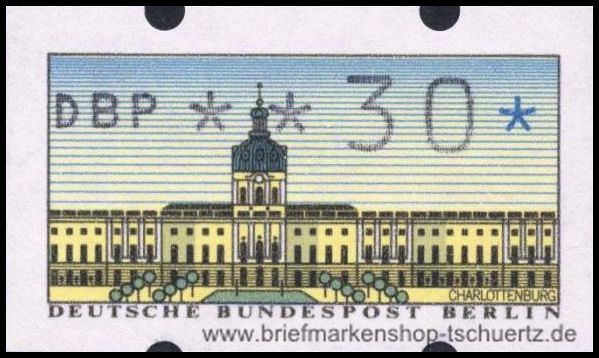 DBP * * 30 *
CHARLOTTENBURG
DEUTSCHE BUNDESPOST BERLIN
www.briefmarkenshop-tschuertz.de